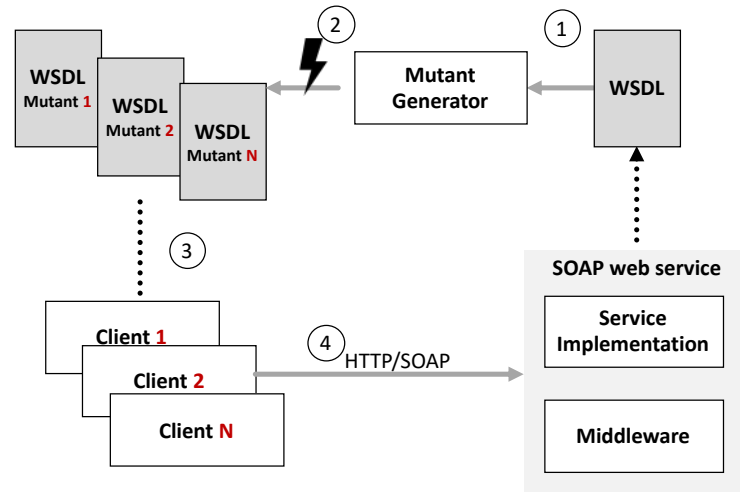 2
1
WSDL
Mutant 1
WSDL
Mutant 2
WSDL
Mutant N
Mutant
Generator
WSDL
3
SOAP web service
Service
Implementation
Middleware
Client 1
Client 2
Client N
4
HTTP/SOAP